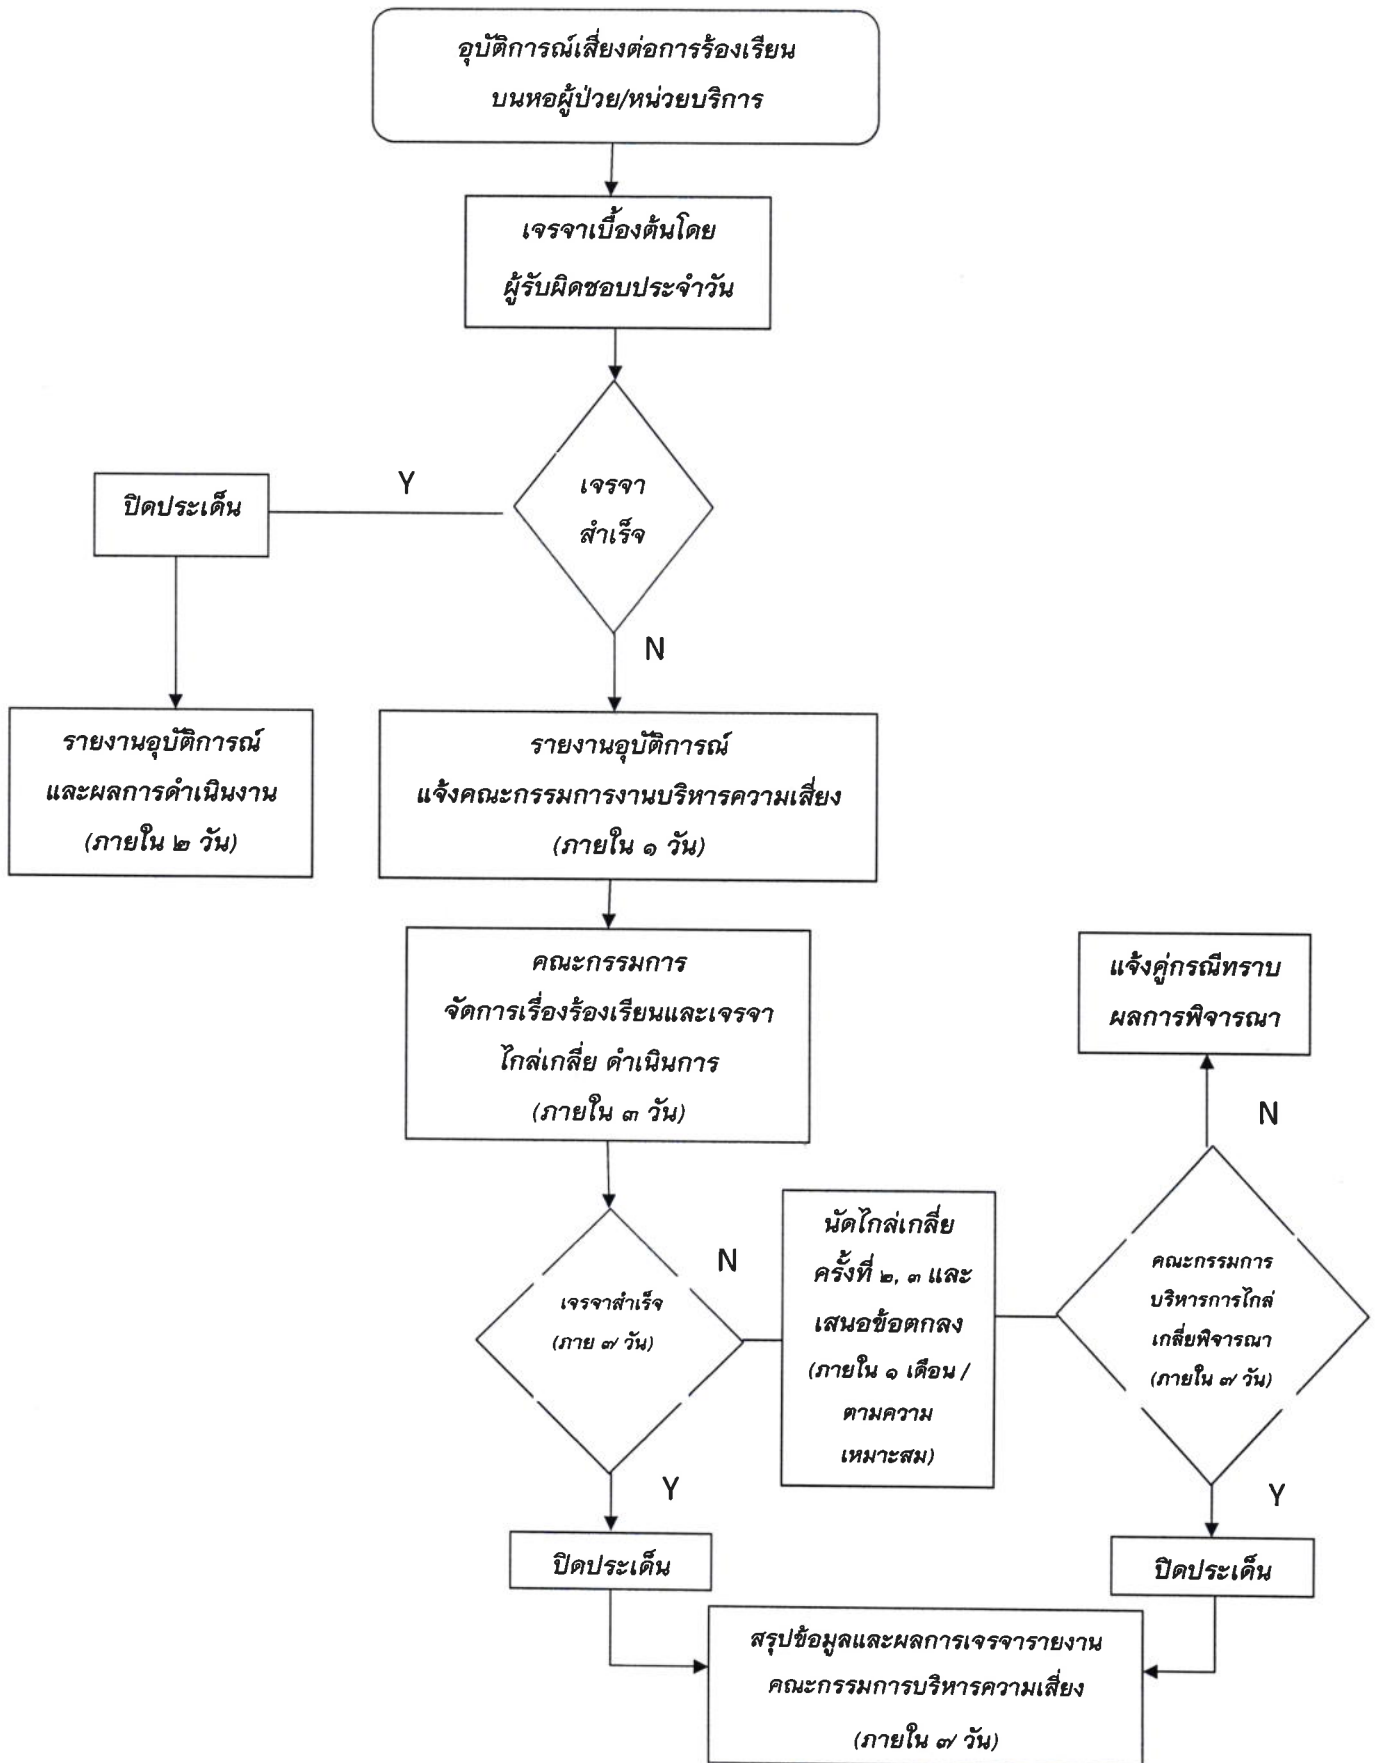 อุบัติการณ์เสี่ยงต่อการร้องเรียน
บนหอผู้ป่วย/หน่วยบริการ
เจรจาเบื้องต้นโดย
ผู้รับผิดชอบประจำวัน
เจรจา
สำเร็จ
Y
ปิดประเด็น
N
รายงานอุบัติการณ์
และผลการดำเนินงาน
(ภายใน ๒ วัน)
รายงานอุบัติการณ์
แจ้งคณะกรรมการงานบริหารความเสี่ยง
(ภายใน ๑ วัน)
คณะกรรมการ
จัดการเรื่องร้องเรียนและเจรจา
ไกล่เกลี่ย ดำเนินการ
(ภายใน ๓ วัน)
แจ้งคู่กรณีทราบ
ผลการพิจารณา
N
เจรจาสำเร็จ
(ภาย ๗ วัน)
N
นัดไกล่เกลี่ย
ครั้งที่ ๒, ๓ และ
เสนอข้อตกลง
(ภายใน ๑ เดือน /
ตามความ
เหมาะสม)
คณะกรรมการ
บริหารการไกล่
เกลี่ยพิจารณา
(ภายใน ๗ วัน)
Y
Y
ปิดประเด็น
ปิดประเด็น
สรุปข้อมูลและผลการเจรจารายงาน
คณะกรรมการบริหารความเสี่ยง
(ภายใน ๗ วัน)